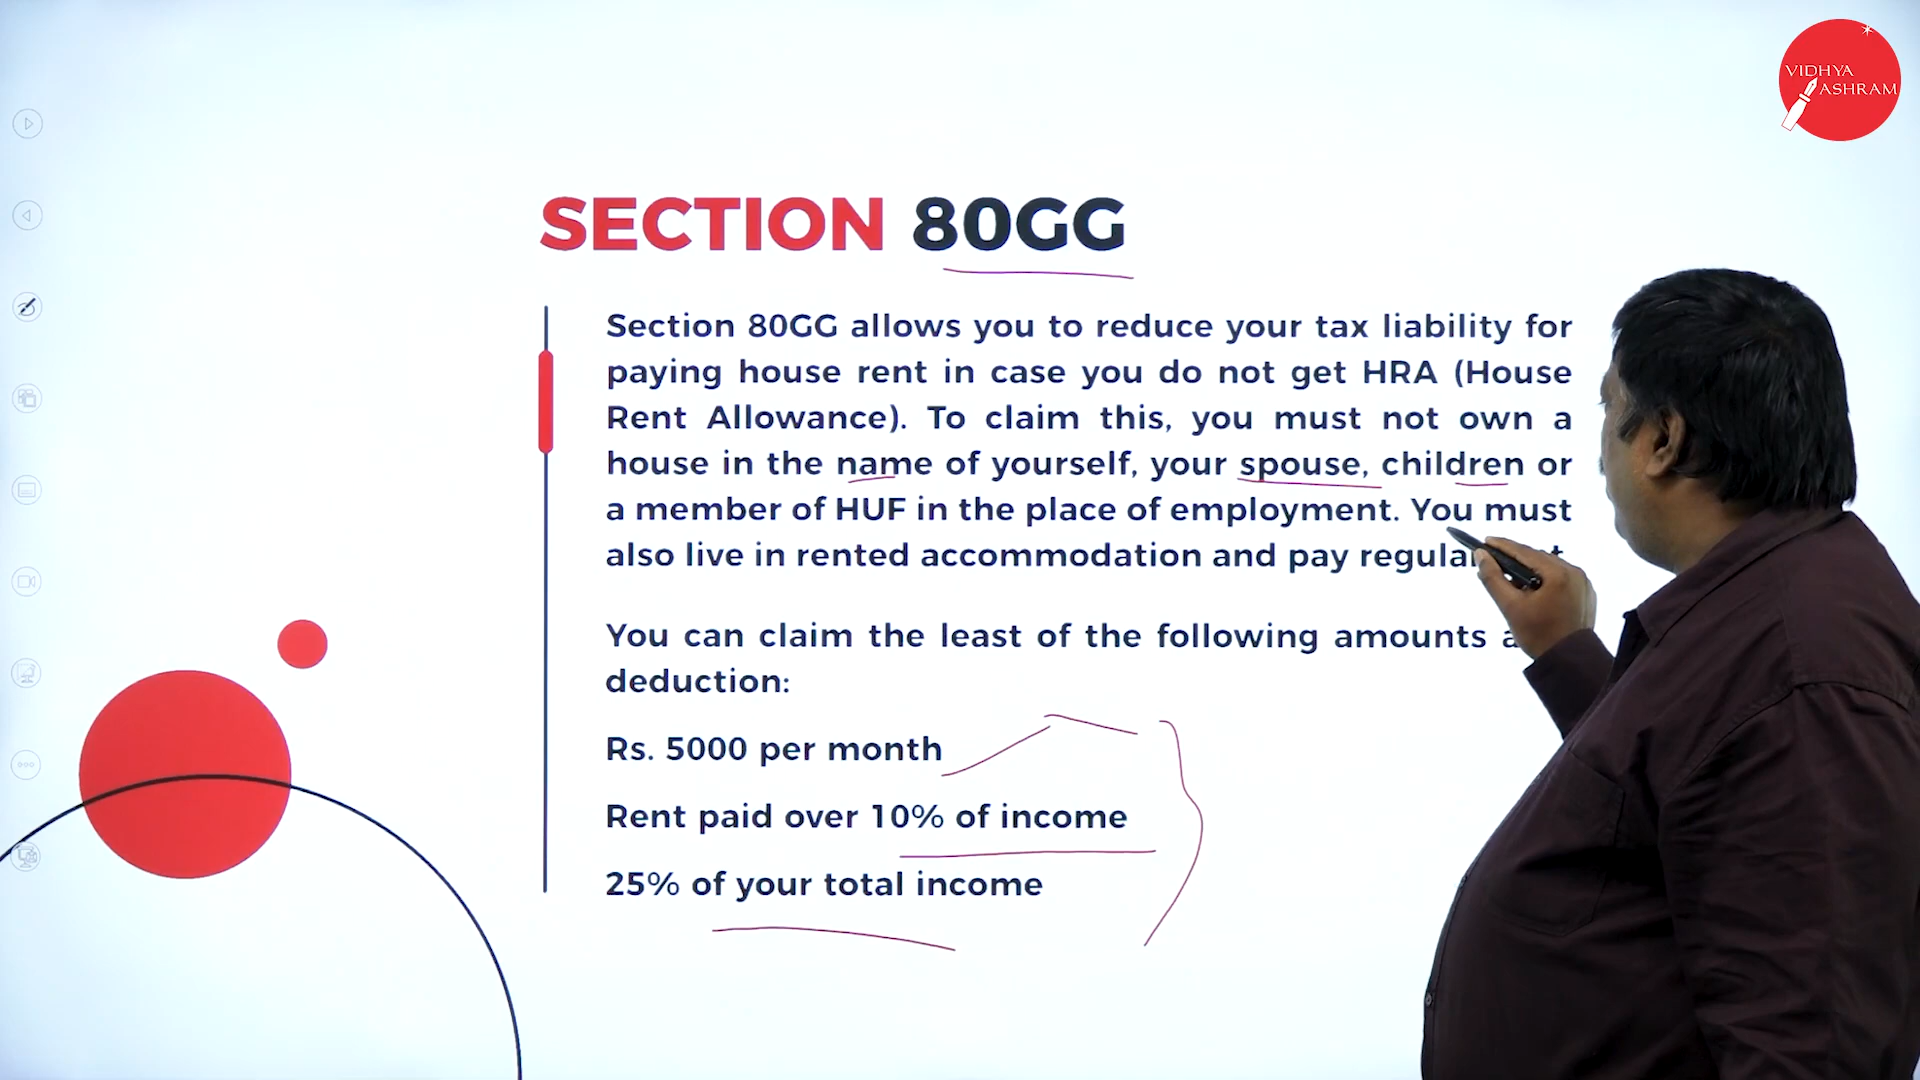 VIDHYA
ASHRAM
SECTION 80GG
Section 80GG allows you to reduce your tax liability for
paying house rent in case you do not get HRA (House
Rent Allowance). To claim this, you must not own a
house in the name of yourself, your spouse, children or
a member of HUF in the place of employment. You must
also live in rented accommodation and pay
You can claim the least of the following amounts
deduction:
Rs. 5000 per month
Rent paid over 10% of income
25% of your total income